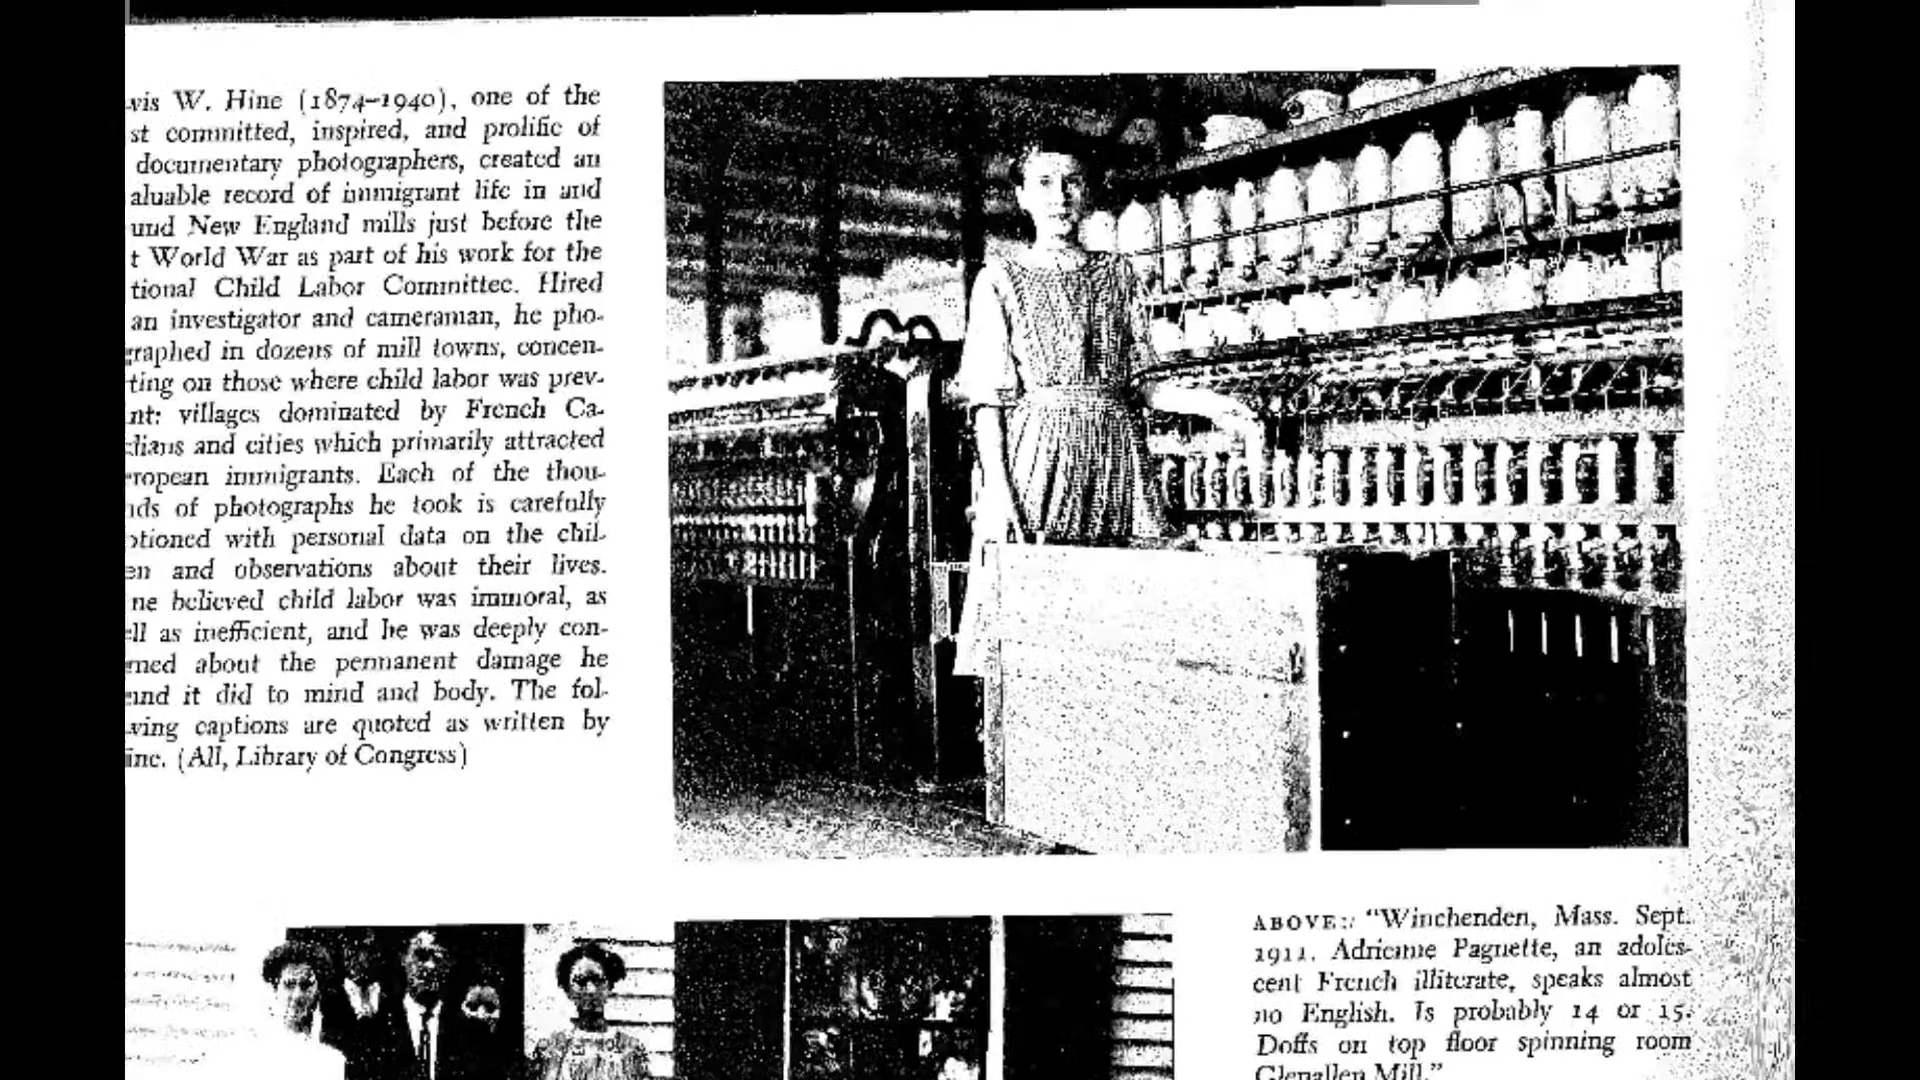 vis W. Hine (1874–1940), one of the
st committed, inspired, and prolific of
documentary photographers, created an
aluable record of immigrant life in and
und New England mills just before the
t World War as part of his work for the
tional Child Labor Committee. Hired
an investigator and cameraman, he pho-
graphed in dozens of mill towns, concen-
ting on those where child labor was prev-
nt: villages dominated by French Ca-
dians and cities which primarily attracted
ropean immigrants. Each of the thou-
nds of photographs he took is carefully
ptioned with personal data on the chil-
en and observations about their lives.
ne believed child labor was immoral, as
ell as inefficient, and he was deeply con-
rned about the permanent damage he
und it did to mind and body. The fol-
wing captions are quoted as written by
ine. (All, Library of Congress)
ABOVE: "Winchenden, Mass. Sept.
1911. Adrienne Pagnette, an adoles-
cent French illiterate, speaks almost
no English. Is probably 14 or 15.
Doffs on top floor spinning room
Glenallen Mill."